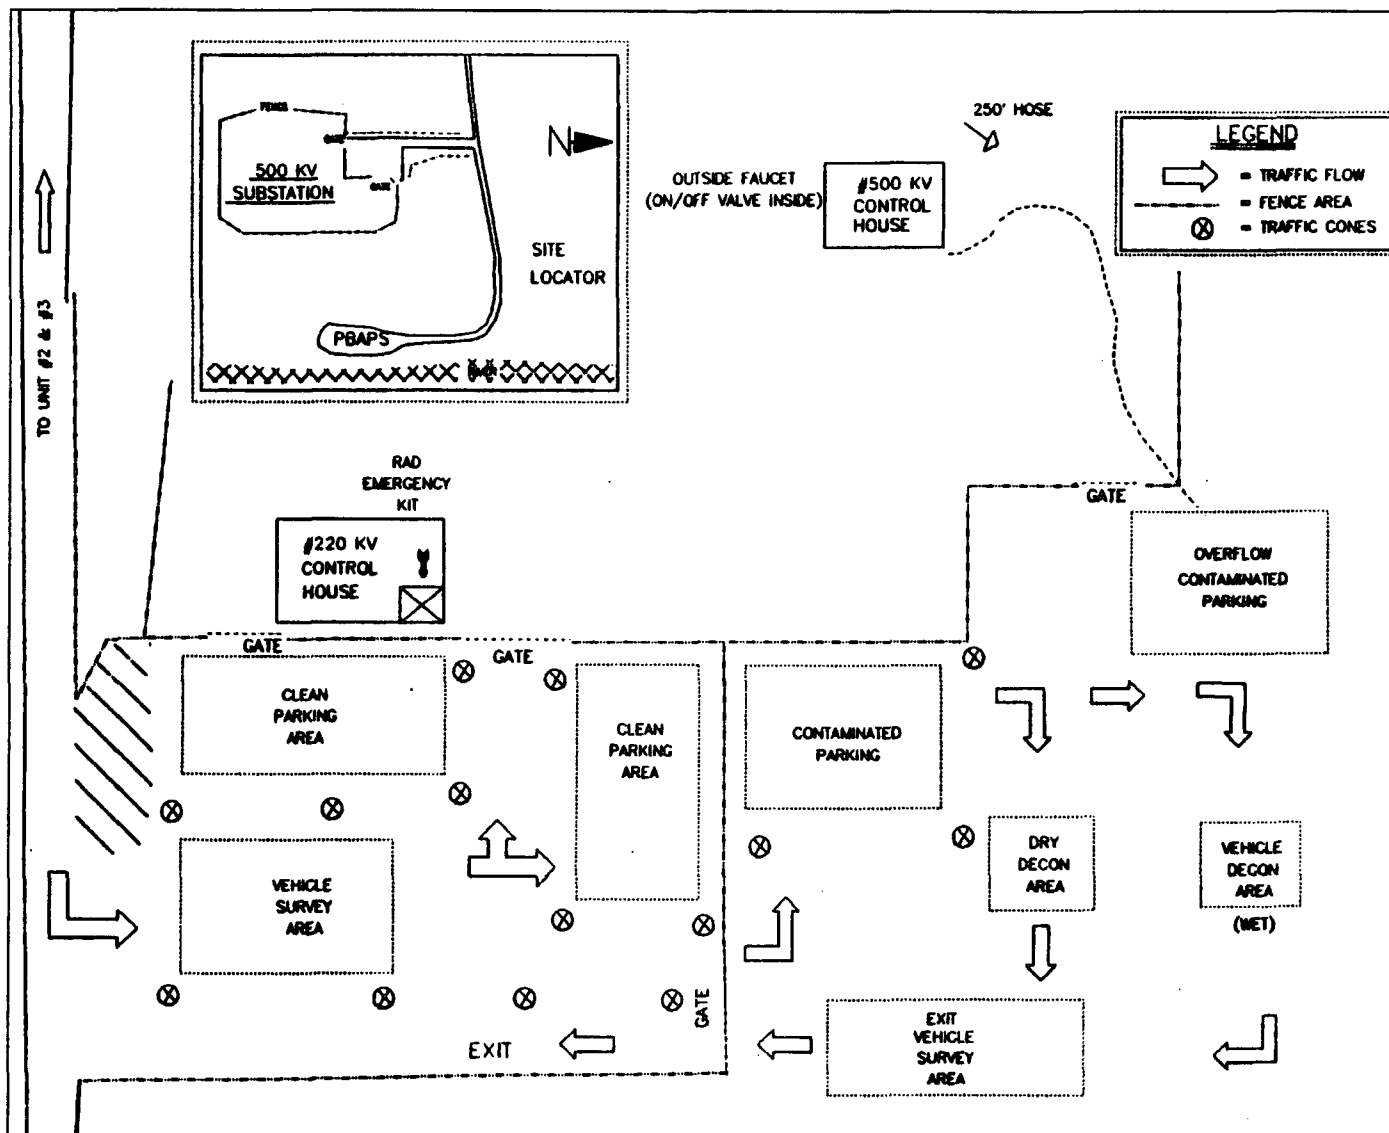 FENCE
GATE
500 KV
SUBSTATION
GATE
N
SITE
LOCATOR
PBAPS
250' HOSE
OUTSIDE FAUCET
(ON/OFF VALVE INSIDE)
#500 KV
CONTROL
HOUSE
LEGEND
= TRAFFIC FLOW
= FENCE AREA
= TRAFFIC CONES
TO UNIT #2 & #3
RAD
EMERGENCY
KIT
#220 KV
CONTROL
HOUSE
GATE
GATE
GATE
OVERFLOW
CONTAMINATED
PARKING
CLEAN
PARKING
AREA
CLEAN
PARKING
AREA
CONTAMINATED
PARKING
VEHICLE
SURVEY
AREA
DRY
DECON
AREA
VEHICLE
DECON
AREA
(WET)
GATE
EXIT
EXIT
VEHICLE
SURVEY
AREA